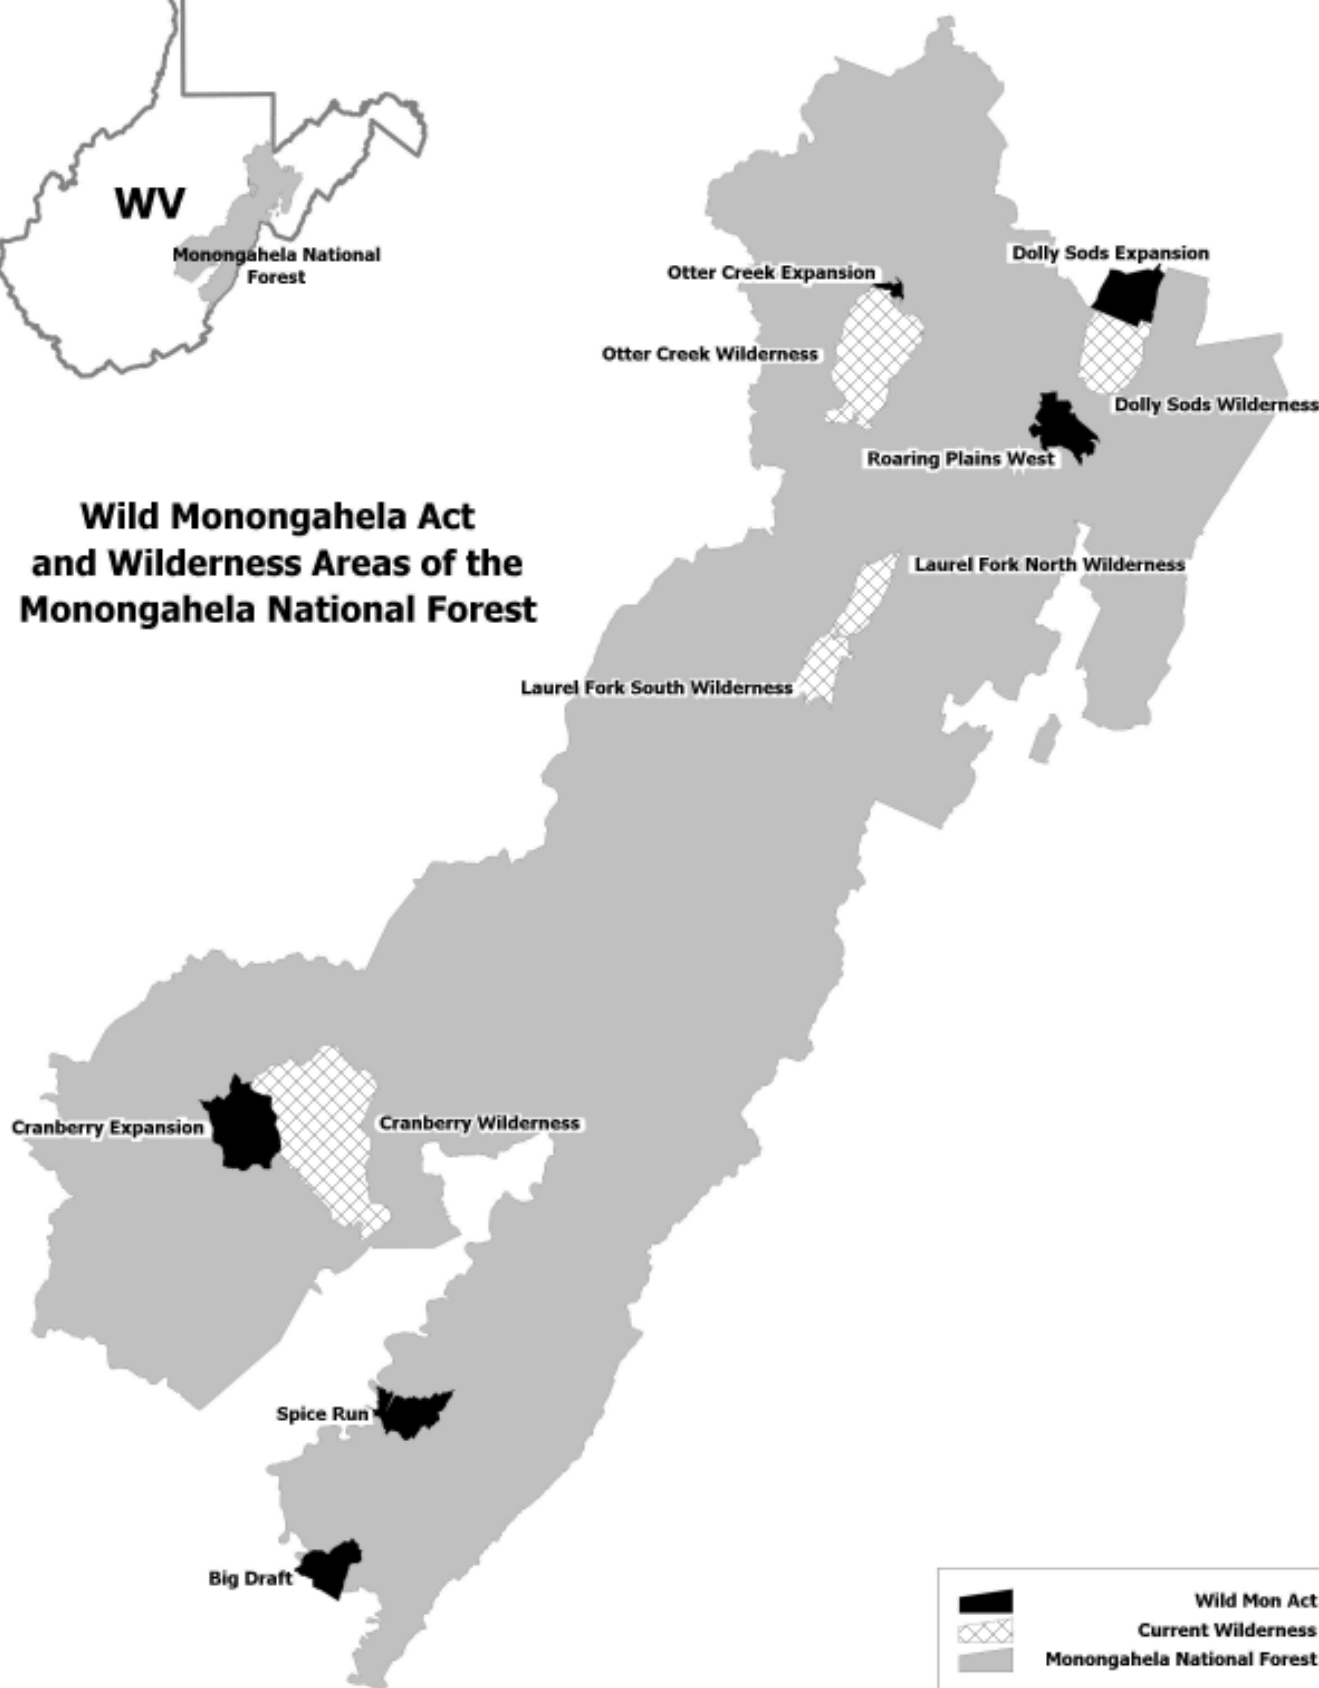 WV
Monongahela National
Forest
Wild Monongahela Act
and Wilderness Areas of the
Monongahela National Forest
Dolly Sods Expansion
Otter Creek Expansion
Otter Creek Wilderness
Dolly Sods Wilderness
Roaring Plains West
Laurel Fork North Wilderness
Laurel Fork South Wilderness
Cranberry Expansion
Cranberry Wilderness
Spice Run
Big Draft
Wild Mon Act
Current Wilderness
Monongahela National Forest